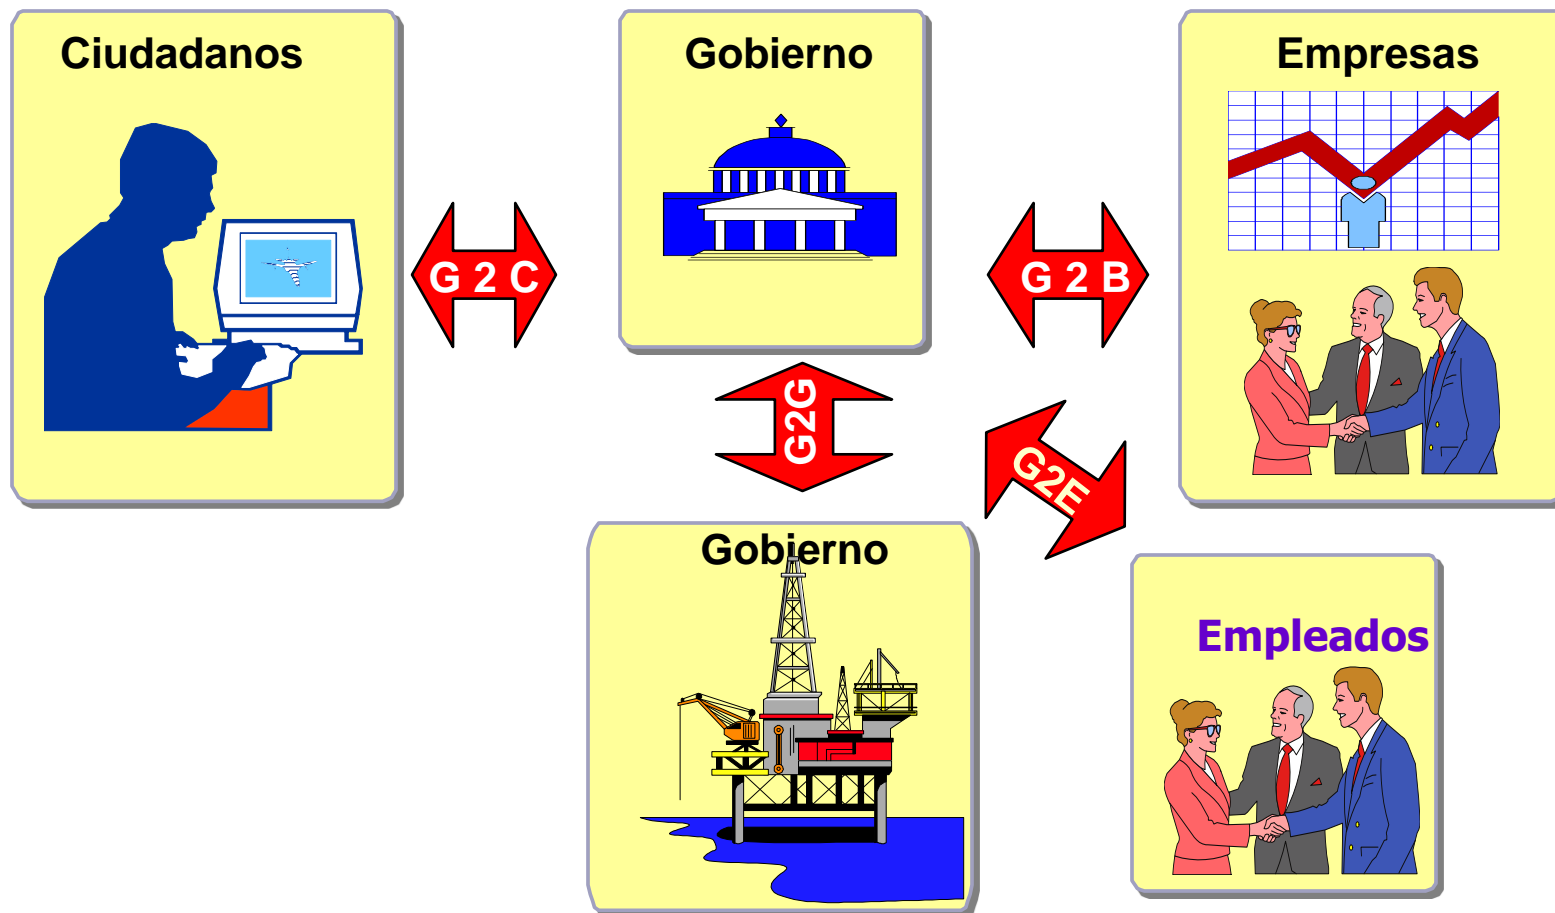 Ciudadanos
Gobierno
Empresas
G 2 C
G 2 B
G2G
G2E
Gobierno
Empleados